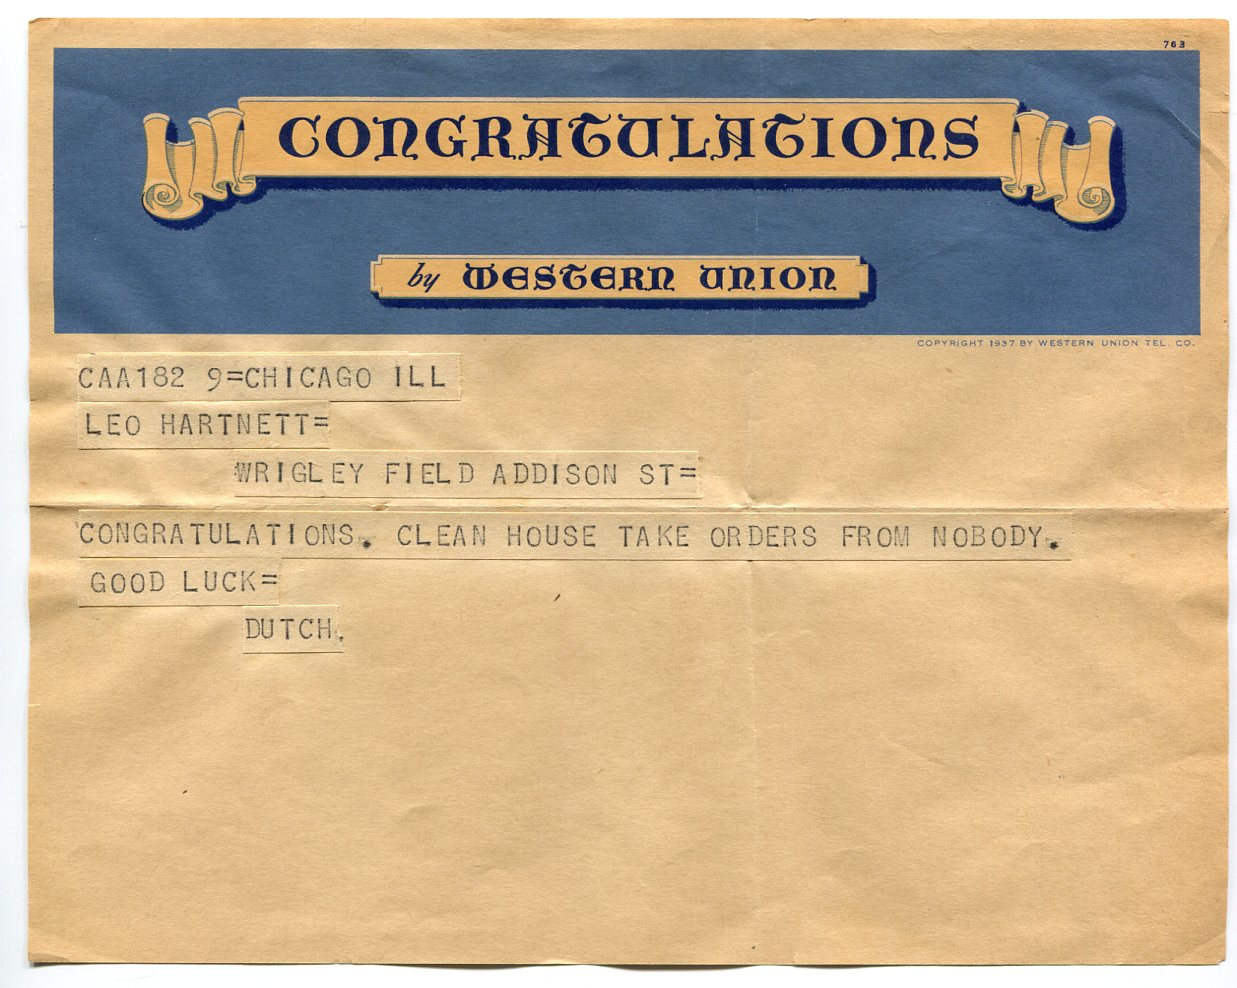 763
CONGRATULATIONS
by WESTERN UNION
COPYRIGHT 1937 BY WESTERN UNION TEL. CO.
CAA182 9=CHICAGO ILL
LEO HARTNETT=
WRIGLEY FIELD ADDISON ST=
CONGRATULATIONS. CLEAN HOUSE TAKE ORDERS FROM NOBODY.
GOOD LUCK=
DUTCH.